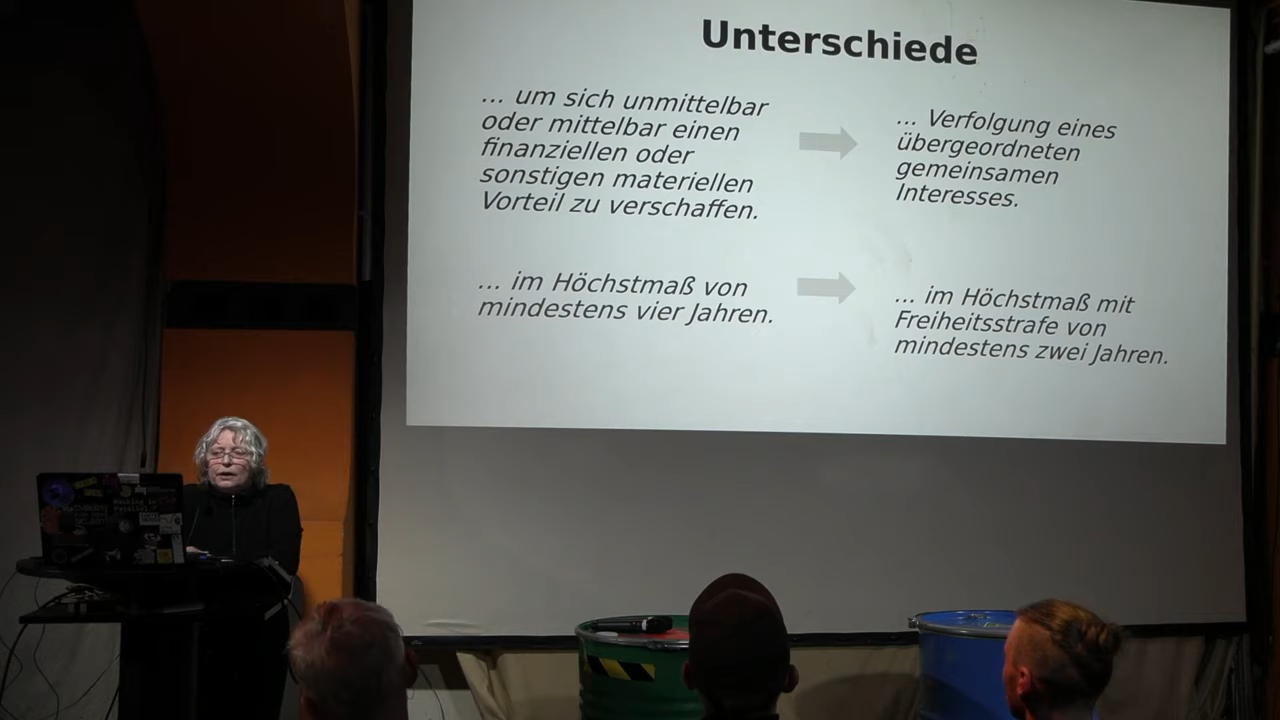 Unterschiede
... um sich unmittelbar
oder mittelbar einen
finanziellen oder
sonstigen materiellen
Vorteil zu verschaffen.
... Verfolgung eines
übergeordneten
gemeinsamen
Interesses.
... im Höchstmaß von
mindestens vier Jahren.
... im Höchstmaß mit
Freiheitsstrafe von
mindestens zwei Jahren.